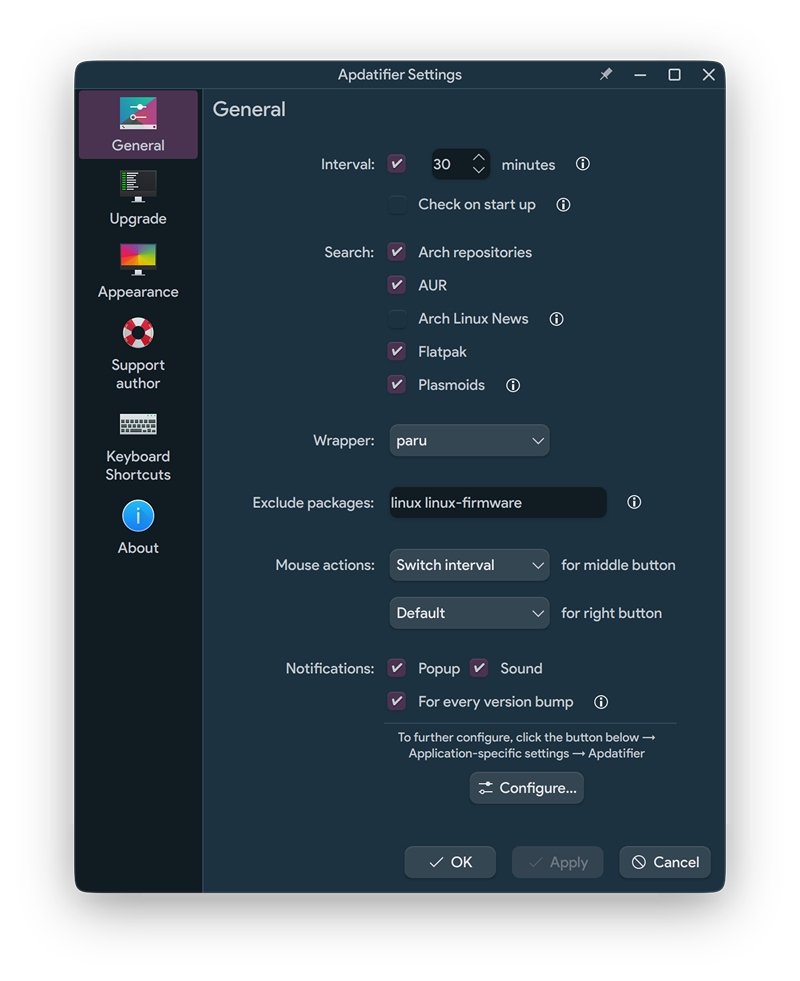 Apdatifier Settings
General
Upgrade
Appearance
Support
author
Keyboard
Shortcuts
About
General
Interval: 30 minutes
Check on start up
Search: Arch repositories
AUR
Arch Linux News
Flatpak
Plasmoids
Wrapper: paru
Exclude packages: linux linux-firmware
Mouse actions: Switch interval for middle button
Default for right button
Notifications: Popup Sound
For every version bump
To further configure, click the button below →
Application-specific settings → Apdatifier
Configure...
OK Apply Cancel